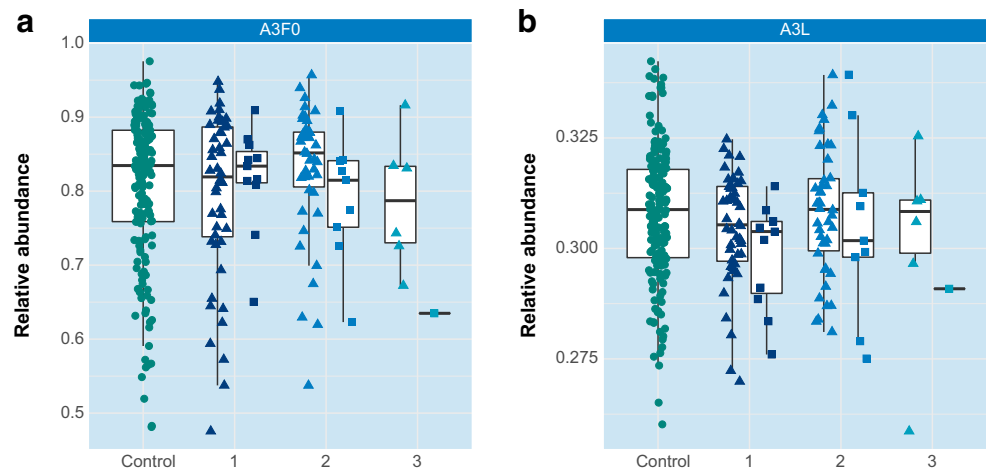 a
A3F0
Relative abundance
1.0
0.9
0.8
0.7
0.6
0.5
Control 1 2 3
b
A3L
Relative abundance
0.325
0.300
0.275
Control 1 2 3